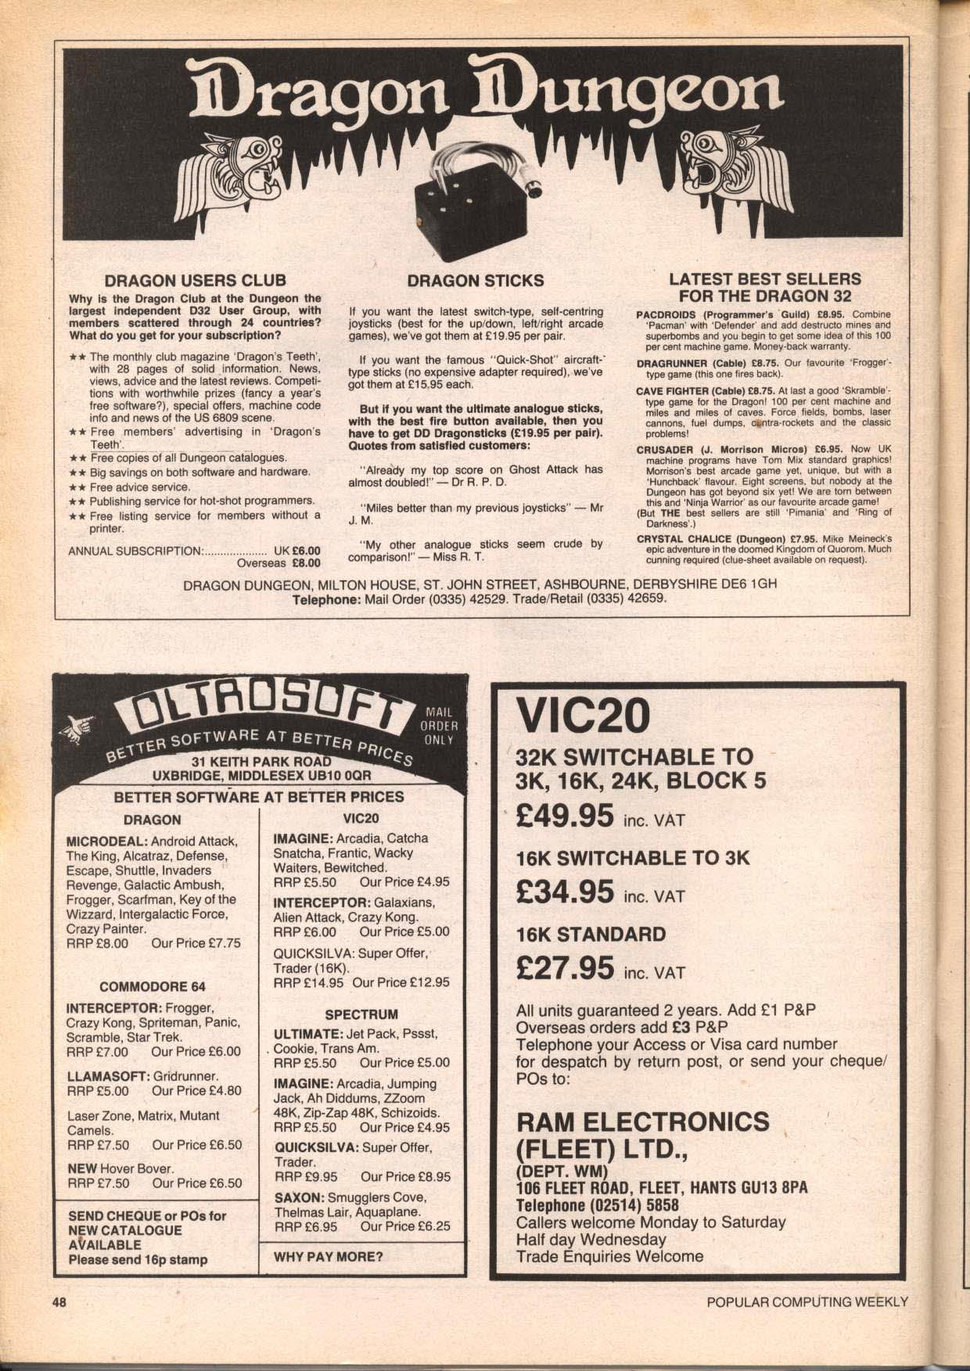 Dragon Dungeon
DRAGON USERS CLUB
Why is the Dragon Club at the Dungeon the
largest independent D32 User Group, with
members scattered through 24 countries?
What do you get for your subscription?
★★ The monthly club magazine 'Dragon's Teeth',
with 28 pages of solid information. News,
views, advice and the latest reviews. Competi-
tions with worthwhile prizes (fancy a year's
free software?), special offers, machine code
info and news of the US 6809 scene.
★★ Free members' advertising in 'Dragon's
Teeth'.
★★ Free copies of all Dungeon catalogues.
★★ Big savings on both software and hardware.
★★ Free advice service.
★★ Publishing service for hot-shot programmers.
★★ Free listing service for members without a
printer.
ANNUAL SUBSCRIPTION:.................... UK £6.00
Overseas £8.00
DRAGON STICKS
If you want the latest switch-type, self-centring
joysticks (best for the up/down, left/right arcade
games), we've got them at £19.95 per pair.
If you want the famous "Quick-Shot" aircraft-
type sticks (no expensive adapter required), we've
got them at £15.95 each.
But if you want the ultimate analogue sticks,
with the best fire button available, then you
have to get DD Dragonsticks (£19.95 per pair).
Quotes from satisfied customers:
"Already my top score on Ghost Attack has
almost doubled!" — Dr R. P. D.
"Miles better than my previous joysticks" — Mr
J. M.
"My other analogue sticks seem crude by
comparison!" — Miss R. T.
LATEST BEST SELLERS
FOR THE DRAGON 32
PACDROIDS (Programmer's Guild) £8.95. Combine
'Pacman' with 'Defender' and add destructo mines and
superbombs and you begin to get some idea of this 100
per cent machine game. Money-back warranty.
DRAGRUNNER (Cable) £8.75. Our favourite 'Frogger'-
type game (this one fires back).
CAVE FIGHTER (Cable) £8.75. At last a good 'Skramble'-
type game for the Dragon! 100 per cent machine and
miles and miles of caves. Force fields, bombs, laser
cannons, fuel dumps, contra-rockets and the classic
problems!
CRUSADER (J. Morrison Micros) £6.95. Now UK
machine programs have Tom Mix standard graphics!
Morrison's best arcade game yet, unique, but with a
'Hunchback' flavour. Eight screens, but nobody at the
Dungeon has got beyond six yet! We are torn between
this and 'Ninja Warrior' as our favourite arcade game!
(But THE best sellers are still 'Pimania' and 'Ring of
Darkness'.)
CRYSTAL CHALICE (Dungeon) £7.95. Mike Meineck's
epic adventure in the doomed Kingdom of Quorom. Much
cunning required (clue-sheet available on request).
DRAGON DUNGEON, MILTON HOUSE, ST. JOHN STREET, ASHBOURNE, DERBYSHIRE DE6 1GH
Telephone: Mail Order (0335) 42529. Trade/Retail (0335) 42659.
OLTROSOFT
MAIL
ORDER
ONLY
BETTER SOFTWARE AT BETTER PRICES
31 KEITH PARK ROAD
UXBRIDGE, MIDDLESEX UB10 0QR
BETTER SOFTWARE AT BETTER PRICES
DRAGON
MICRODEAL: Android Attack,
The King, Alcatraz, Defense,
Escape, Shuttle, Invaders
Revenge, Galactic Ambush,
Frogger, Scarfman, Key of the
Wizzard, Intergalactic Force,
Crazy Painter.
RRP £8.00 Our Price £7.75
COMMODORE 64
INTERCEPTOR: Frogger,
Crazy Kong, Spriteman, Panic,
Scramble, Star Trek.
RRP £7.00 Our Price £6.00
LLAMASOFT: Gridrunner.
RRP £5.00 Our Price £4.80
Laser Zone, Matrix, Mutant
Camels.
RRP £7.50 Our Price £6.50
NEW Hover Bover.
RRP £7.50 Our Price £6.50
SEND CHEQUE or POs for
NEW CATALOGUE
AVAILABLE
Please send 16p stamp
VIC20
IMAGINE: Arcadia, Catcha
Snatcha, Frantic, Wacky
Waiters, Bewitched.
RRP £5.50 Our Price £4.95
INTERCEPTOR: Galaxians,
Alien Attack, Crazy Kong.
RRP £6.00 Our Price £5.00
QUICKSILVA: Super Offer,
Trader (16K).
RRP £14.95 Our Price £12.95
SPECTRUM
ULTIMATE: Jet Pack, Pssst,
Cookie, Trans Am.
RRP £5.50 Our Price £5.00
IMAGINE: Arcadia, Jumping
Jack, Ah Diddums, ZZoom
48K, Zip-Zap 48K, Schizoids.
RRP £5.50 Our Price £4.95
QUICKSILVA: Super Offer,
Trader.
RRP £9.95 Our Price £8.95
SAXON: Smugglers Cove,
Thelmas Lair, Aquaplane.
RRP £6.95 Our Price £6.25
WHY PAY MORE?
VIC20
32K SWITCHABLE TO
3K, 16K, 24K, BLOCK 5
£49.95 inc. VAT
16K SWITCHABLE TO 3K
£34.95 inc. VAT
16K STANDARD
£27.95 inc. VAT
All units guaranteed 2 years. Add £1 P&P
Overseas orders add £3 P&P
Telephone your Access or Visa card number
for despatch by return post, or send your cheque/
POs to:
RAM ELECTRONICS
(FLEET) LTD.,
(DEPT. WM)
106 FLEET ROAD, FLEET, HANTS GU13 8PA
Telephone (02514) 5858
Callers welcome Monday to Saturday
Half day Wednesday
Trade Enquiries Welcome
48
POPULAR COMPUTING WEEKLY